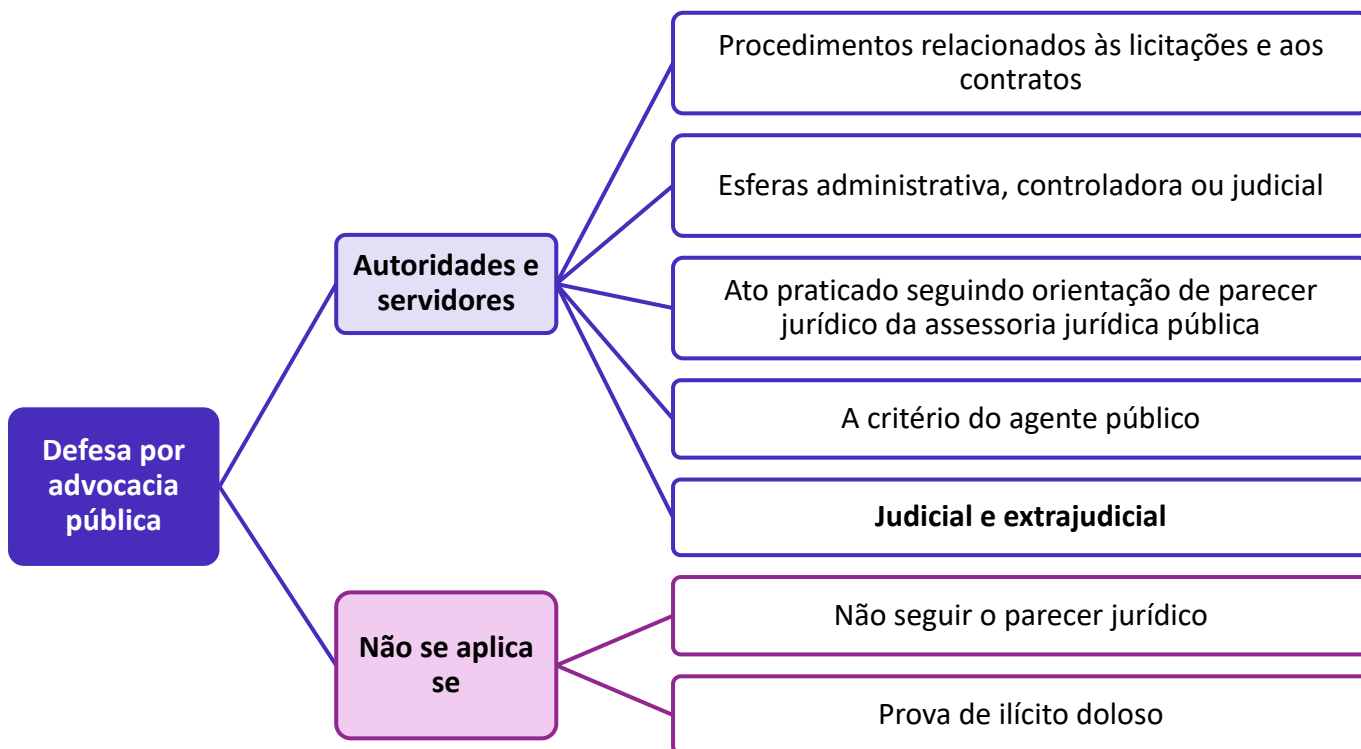 Defesa por
advocacia
pública
Autoridades e
servidores
Procedimentos relacionados às licitações e aos
contratos
Esferas administrativa, controladora ou judicial
Ato praticado seguindo orientação de parecer
jurídico da assessoria jurídica pública
A critério do agente público
Judicial e extrajudicial
Não se aplica
se
Não seguir o parecer jurídico
Prova de ilícito doloso